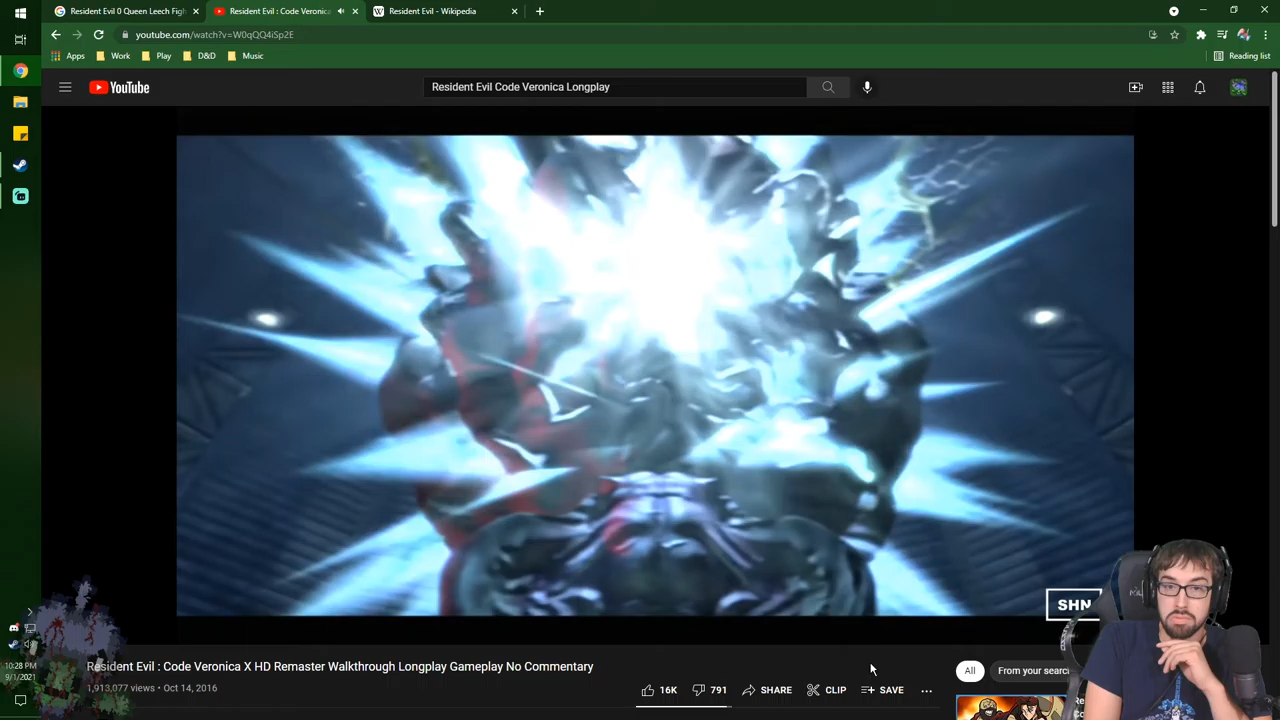 Resident Evil 0 Queen Leech Figh
Resident Evil : Code Veronica
Resident Evil - Wikipedia
youtube.com/watch?v=W0qQQ4iSp2E
Apps Work Play D&D Music Reading list
YouTube
Resident Evil Code Veronica Longplay
SHN
Resident Evil : Code Veronica X HD Remaster Walkthrough Longplay Gameplay No Commentary
1,913,077 views • Oct 14, 2016
16K 791 SHARE CLIP SAVE
All From your searc
Re
Co
10:28 PM
9/1/2021